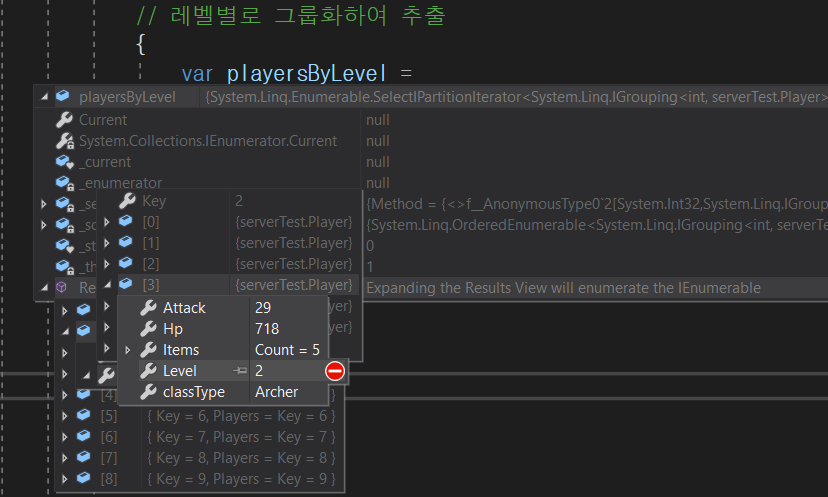 // 레벨별로 그룹화하여 추출
{
var playersByLevel =
playersByLevel {System.Linq.Enumerable.SelectIPartitionIterator<System.Linq.IGrouping<int, serverTest.Player>
Current null
System.Collections.IEnumerator.Current null
_current null
_enumerator null
_se {Method = {<>f__AnonymousType0`2[System.Int32,System.Linq.IGroup
_so {System.Linq.OrderedEnumerable<System.Linq.IGrouping<int, serverTe
_st 0
_th 1
Re Expanding the Results View will enumerate the IEnumerable
Key 2
[0] {serverTest.Player}
[1] {serverTest.Player}
[2] {serverTest.Player}
[3] {serverTest.Player}
yer}
yer}
Attack 29
Hp 718
Items Count = 5
Level 2
classType Archer
[4] }
[5] { Key = 6, Players = Key = 6 }
[6] { Key = 7, Players = Key = 7 }
[7] { Key = 8, Players = Key = 8 }
[8] { Key = 9, Players = Key = 9 }